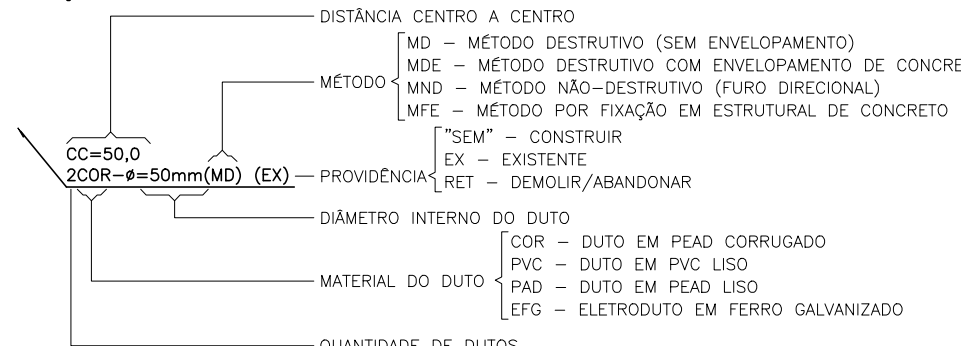 DISTÂNCIA CENTRO A CENTRO
MD – MÉTODO DESTRUTIVO (SEM ENVELOPAMENTO)
MDE – MÉTODO DESTRUTIVO COM ENVELOPAMENTO DE
MÉTODO
MND – MÉTODO NÃO-DESTRUTIVO (FURO DIRECIONAL)
MFE – MÉTODO POR FIXAÇÃO EM ESTRUTURAL DE CONCRETO
"SEM" – CONSTRUIR
CC=50,0
EX – EXISTENTE
2COR-ø=50mm(MD) (EX)
PROVIDÊNCIA
RET – DEMOLIR/ABANDONAR
DIÂMETRO INTERNO DO DUTO
COR – DUTO EM PEAD CORRUGADO
PVC – DUTO EM PVC LISO
MATERIAL DO DUTO
PAD – DUTO EM PEAD LISO
EFG – ELETRODUTO EM FERRO GALVANIZADO
QUANTIDADE DE DUTOS